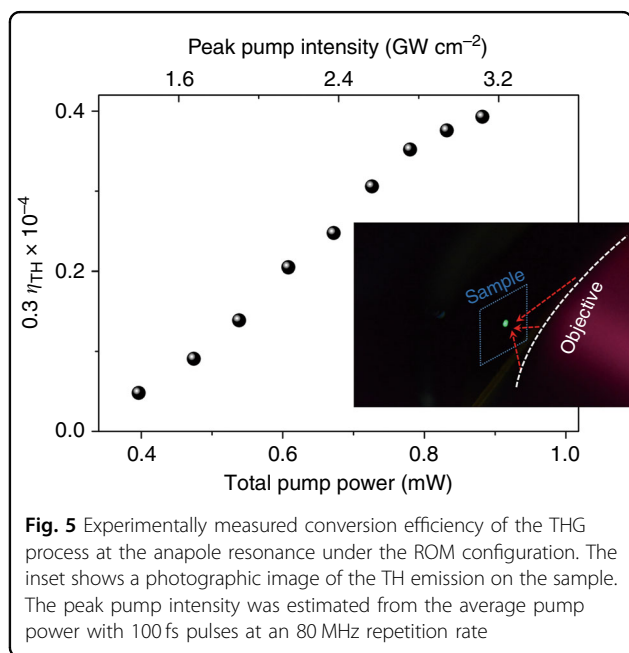 Peak pump intensity (GW cm⁻²)
1.6 2.4 3.2
0.4
0.2
0.0
0.3 ηTH × 10⁻⁴
Sample
Objective
0.4 0.6 0.8 1.0
Total pump power (mW)
Fig. 5 Experimentally measured conversion efficiency of the THG
process at the anapole resonance under the ROM configuration. The
inset shows a photographic image of the TH emission on the sample.
The peak pump intensity was estimated from the average pump
power with 100 fs pulses at an 80 MHz repetition rate